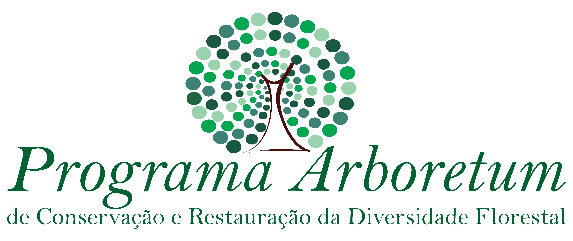 Programa Arboretum
de Conservação e Restauração da Diversidade Florestal